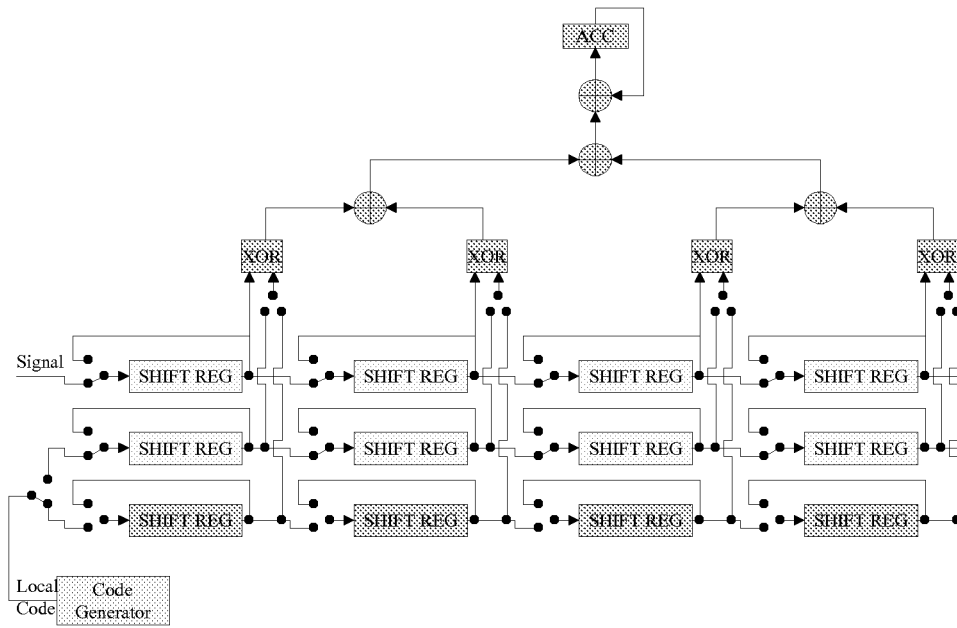 ACC
XOR XOR XOR XOR
Signal
SHIFT REG SHIFT REG SHIFT REG SHIFT REG
SHIFT REG SHIFT REG SHIFT REG SHIFT REG
SHIFT REG SHIFT REG SHIFT REG SHIFT REG
Local
Code
Code
Generator